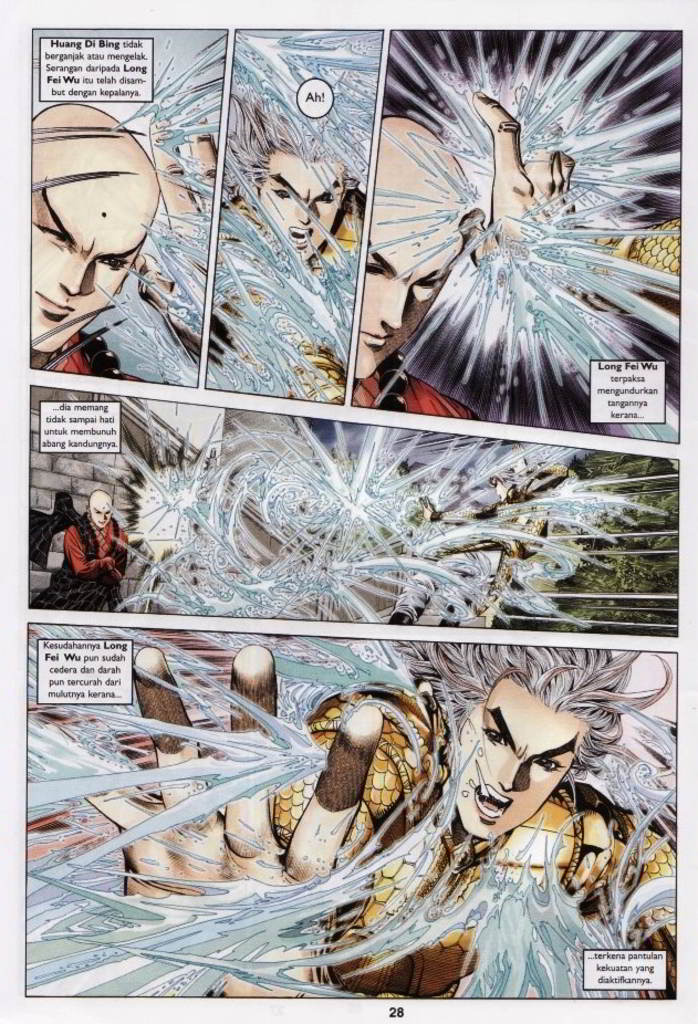 Huang Di Bing tidak
berganjak atau mengelak.
Serangan daripada Long
Fei Wu itu telah disam-
but dengan kepalanya.
Ah!
Long Fei Wu
terpaksa
mengundurkan
tangannya
kerana...
...dia memang
tidak sampai hati
untuk membunuh
abang kandungnya.
Kesudahannya Long
Fei Wu pun sudah
cedera dan darah
pun tercurah dari
mulutnya kerana...
...terkena pantulan
kekuatan yang
diaktifkannya.
28